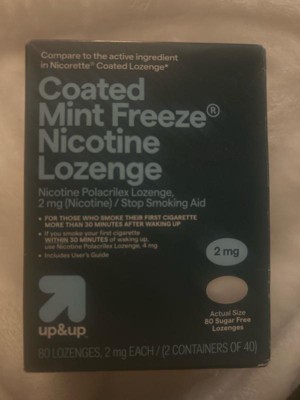 Compare to the active ingredient
in Nicorette® Coated Lozenge*
Coated
Mint Freeze®
Nicotine
Lozenge
Nicotine Polacrilex Lozenge,
2 mg (Nicotine) / Stop Smoking Aid
• FOR THOSE WHO SMOKE THEIR FIRST CIGARETTE
MORE THAN 30 MINUTES AFTER WAKING UP
• If you smoke your first cigarette
WITHIN 30 MINUTES of waking up,
use Nicotine Polacrilex Lozenge, 4 mg
• Includes User's Guide
2 mg
up&up
Actual Size
80 Sugar Free
Lozenges
80 LOZENGES, 2 mg EACH / (2 CONTAINERS OF 40)